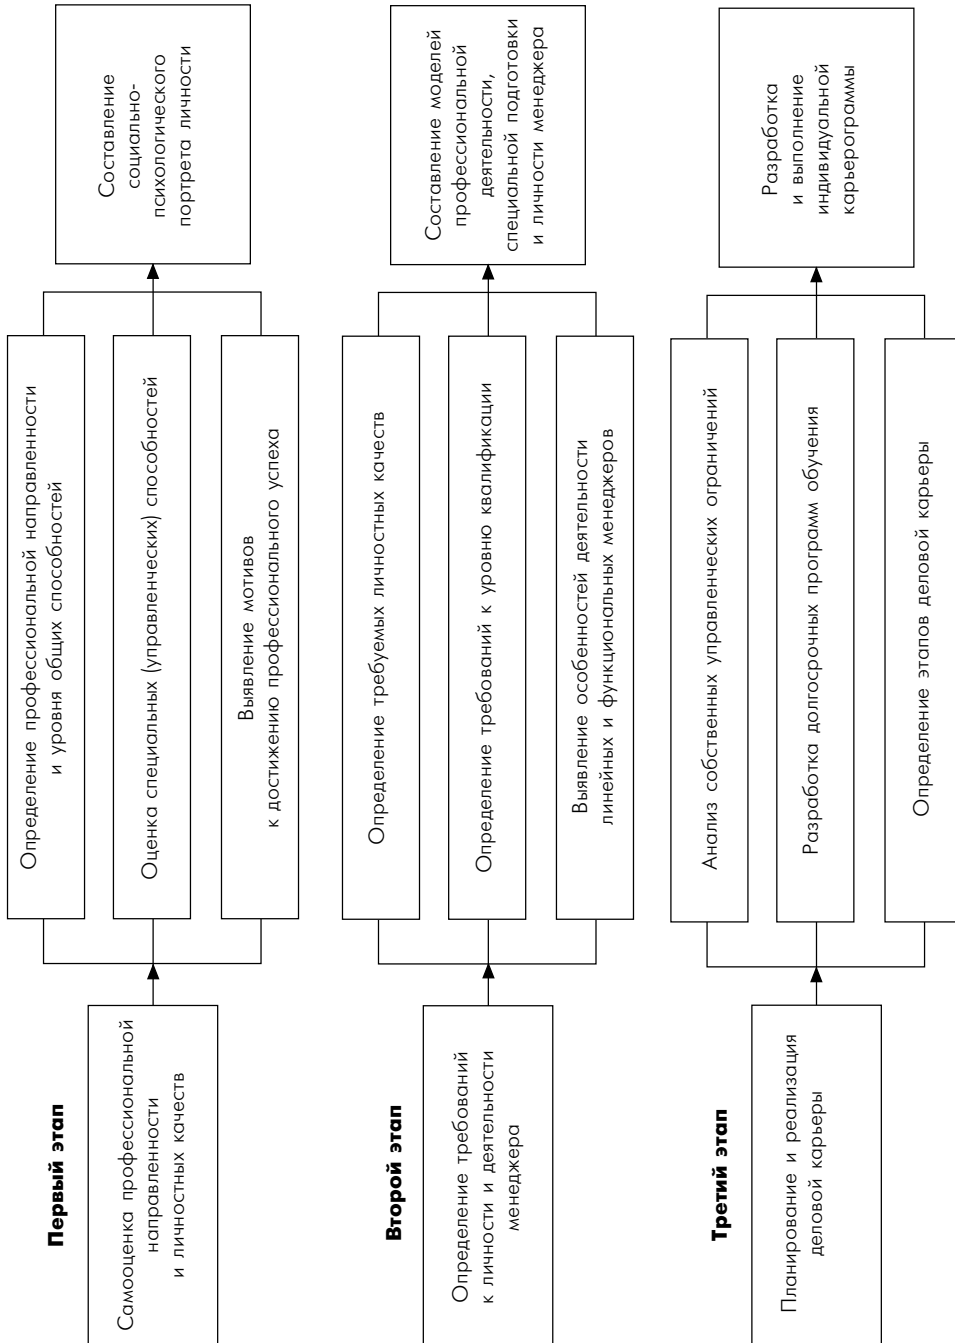 Первый этап
Самооценка профессиональной
направленности
и личностных качеств
Определение профессиональной направленности
и уровня общих способностей
Оценка специальных (управленческих) способностей
Выявление мотивов
к достижению профессионального успеха
Составление
социально-
психологического
портрета личности
Второй этап
Определение требований
к личности и деятельности
менеджера
Определение требуемых личностных качеств
Определение требований к уровню квалификации
Выявление особенностей деятельности
линейных и функциональных менеджеров
Составление моделей
профессиональной
деятельности,
специальной подготовки
и личности менеджера
Третий этап
Планирование и реализация
деловой карьеры
Анализ собственных управленческих ограничений
Разработка долгосрочных программ обучения
Определение этапов деловой карьеры
Разработка
и выполнение
индивидуальной
карьерограммы